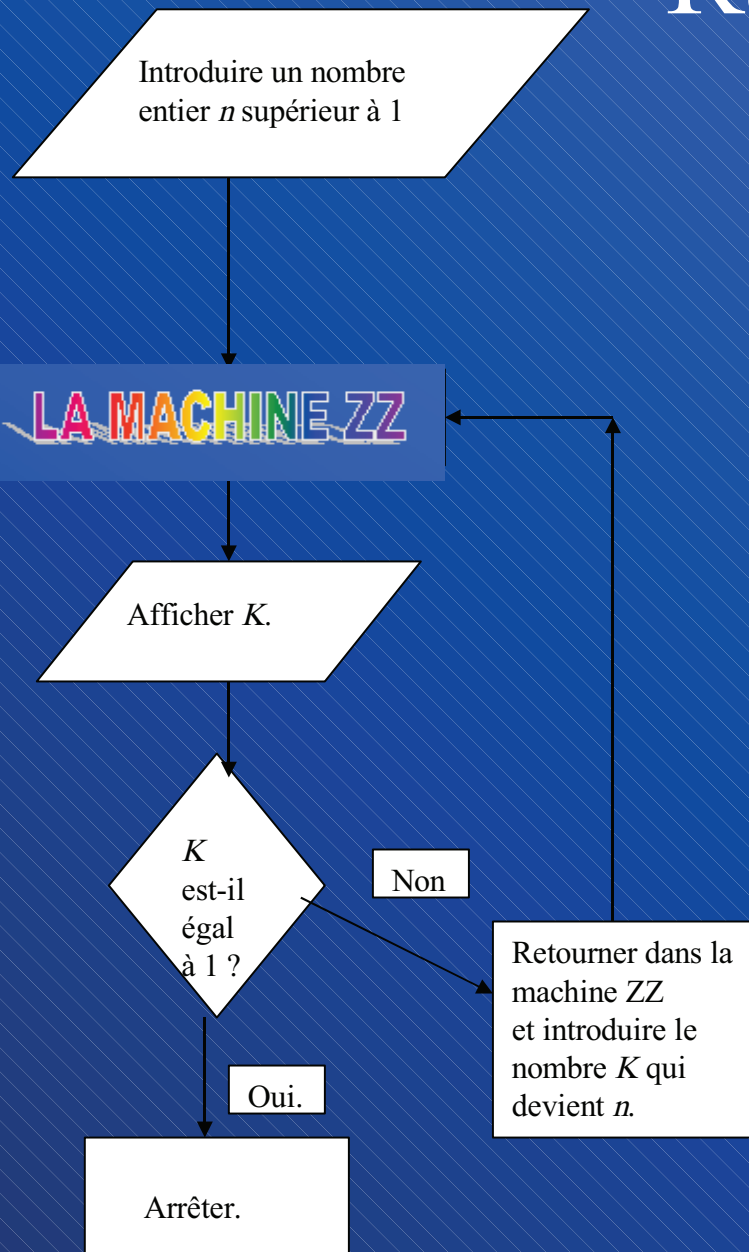 Introduire un nombre
entier n supérieur à 1
LA MACHINE ZZ
Afficher K.
K
est-il
égal
à 1 ?
Non
Retourner dans la
machine ZZ
et introduire le
nombre K qui
devient n.
Oui.
Arrêter.